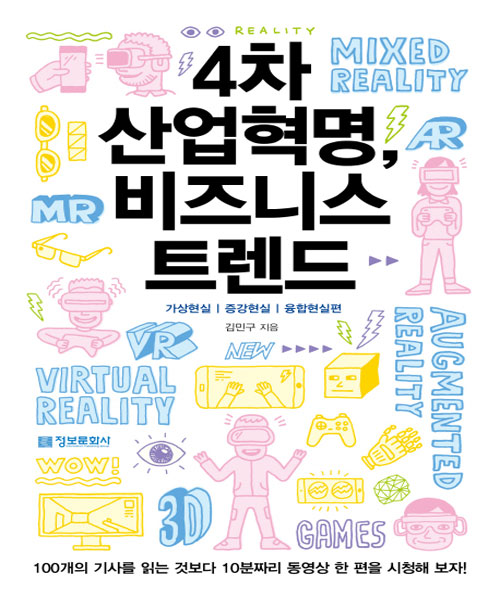 REALITY
MIXED
REALITY
4차
산업혁명,
비즈니스
트렌드
AR
MR
가상현실 | 증강현실 | 융합현실편
김민구 지음
VR
NEW
VIRTUAL
REALITY
AUGMENTED
REALITY
정보문화사
WOW!
3D
GAMES
100개의 기사를 읽는 것보다 10분짜리 동영상 한 편을 시청해 보자!